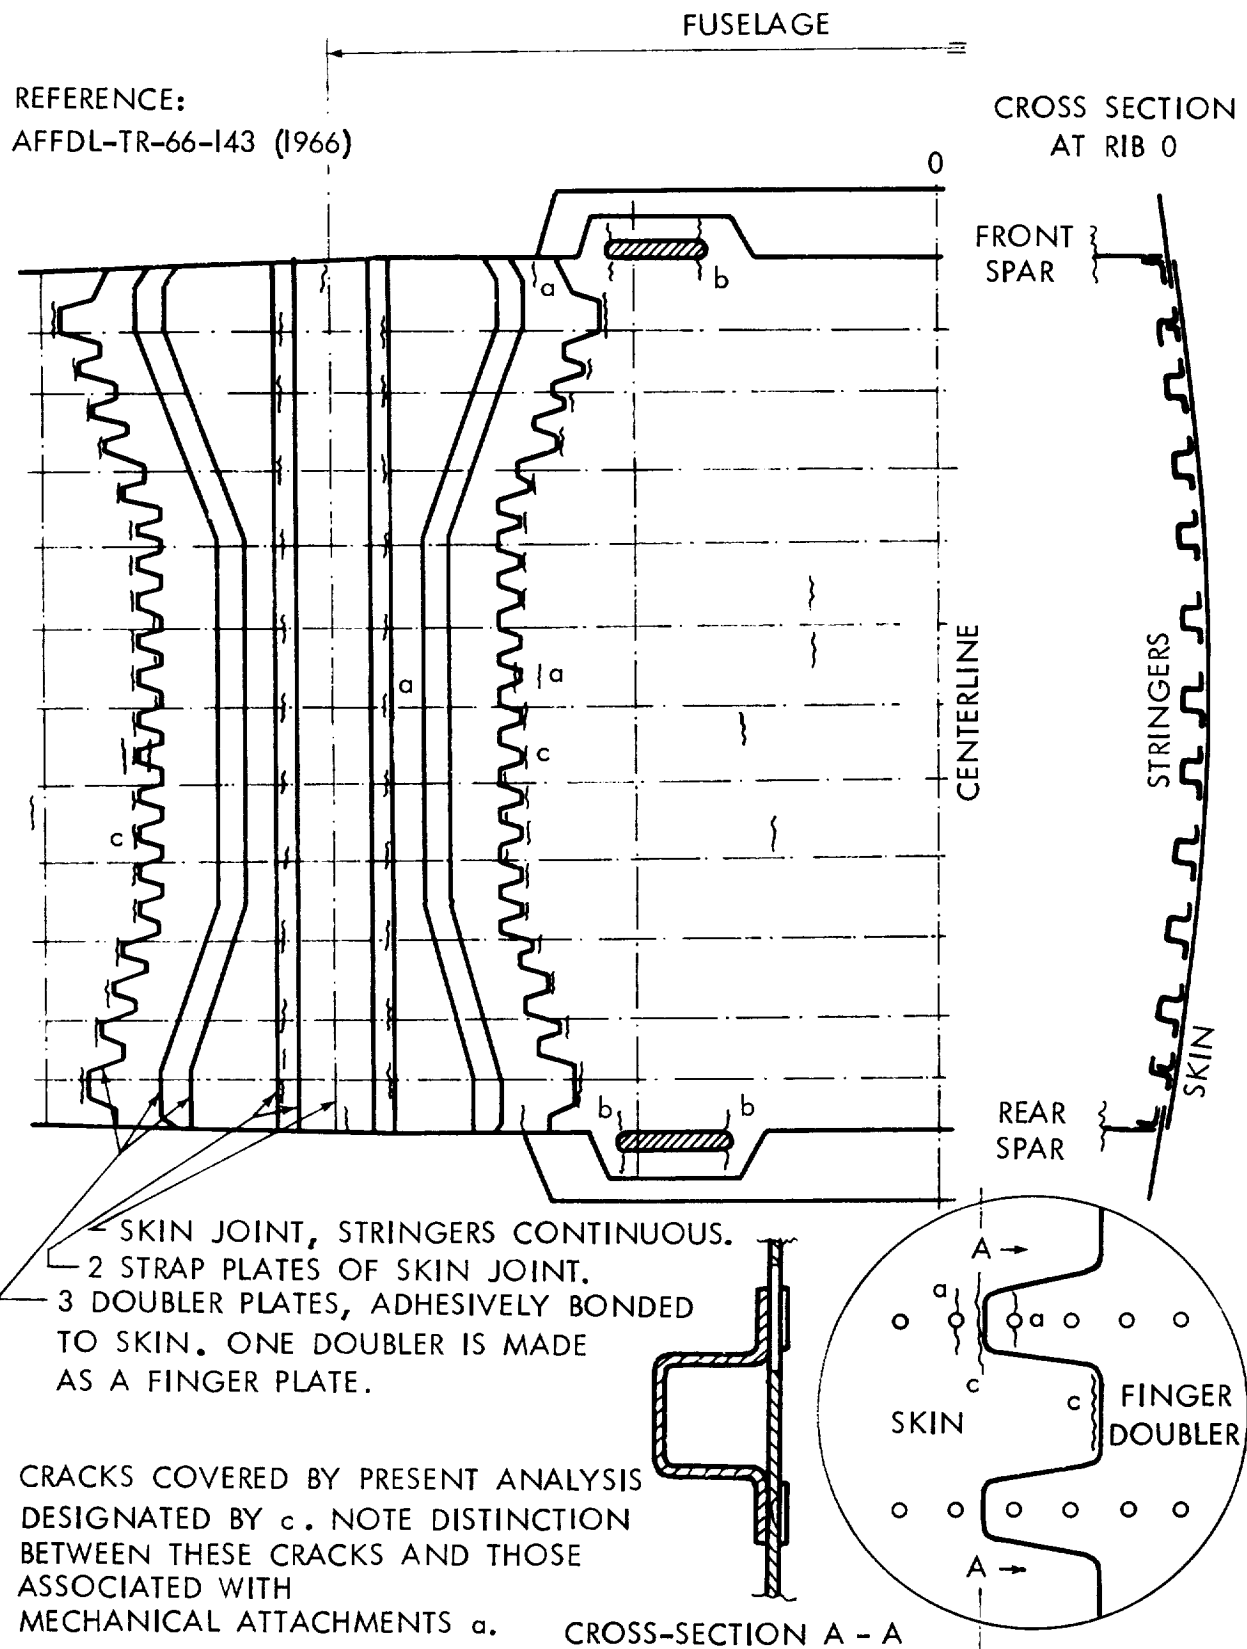 FUSELAGE
REFERENCE:
AFFDL-TR-66-143 (1966)
CROSS SECTION
AT RIB 0
0
FRONT
SPAR
a
b
a
a
c
c
CENTERLINE
STRINGERS
SKIN
b
b
REAR
SPAR
SKIN JOINT, STRINGERS CONTINUOUS.
2 STRAP PLATES OF SKIN JOINT.
3 DOUBLER PLATES, ADHESIVELY BONDED
TO SKIN. ONE DOUBLER IS MADE
AS A FINGER PLATE.
A
a
a
c
c
SKIN
FINGER
DOUBLER
A
CRACKS COVERED BY PRESENT ANALYSIS
DESIGNATED BY c. NOTE DISTINCTION
BETWEEN THESE CRACKS AND THOSE
ASSOCIATED WITH
MECHANICAL ATTACHMENTS a.
CROSS-SECTION A - A